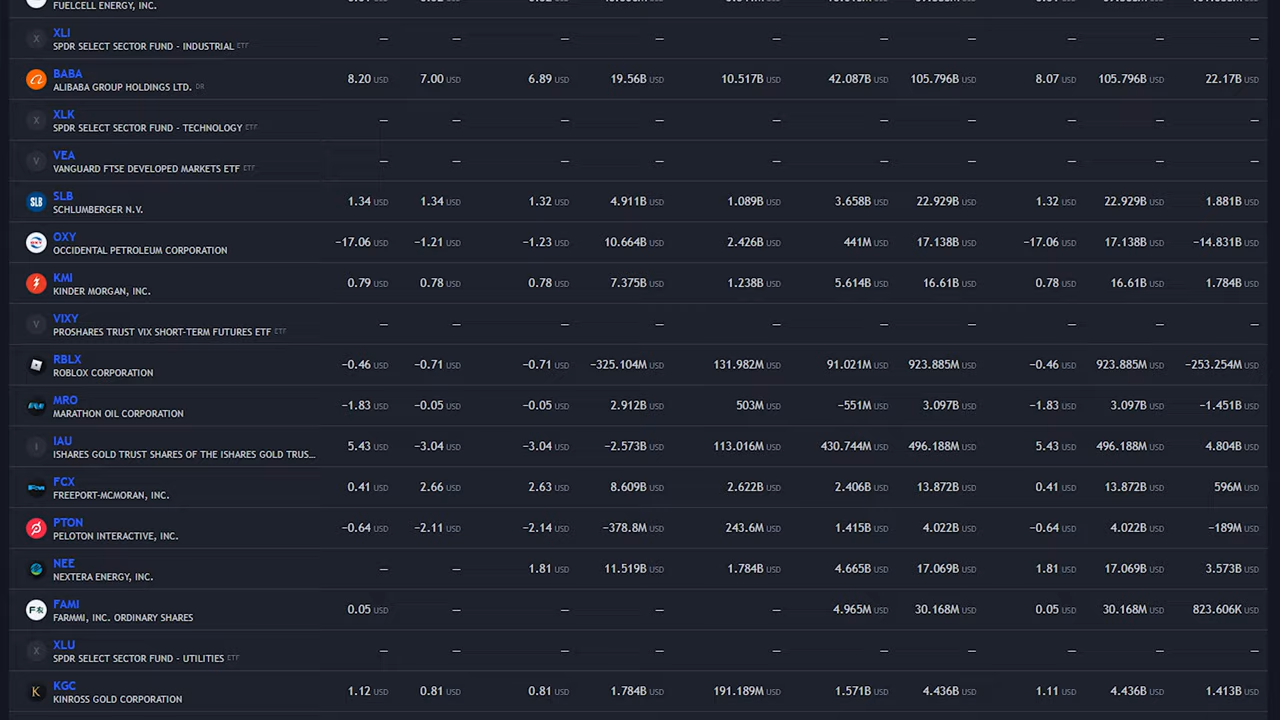 FUELCELL ENERGY, INC.
XLI — — — — — — — — — —
SPDR SELECT SECTOR FUND - INDUSTRIAL ETF
BABA 8.20 USD 7.00 USD 6.89 USD 19.56B USD 10.517B USD 42.087B USD 105.796B USD 8.07 USD 105.796B USD 22.17B USD
ALIBABA GROUP HOLDINGS LTD. DR
XLK — — — — — — — — — —
SPDR SELECT SECTOR FUND - TECHNOLOGY ETF
VEA — — — — — — — — — —
VANGUARD FTSE DEVELOPED MARKETS ETF ETF
SLB 1.34 USD 1.34 USD 1.32 USD 4.911B USD 1.089B USD 3.658B USD 22.929B USD 1.32 USD 22.929B USD 1.881B USD
SCHLUMBERGER N.V.
OXY −17.06 USD −1.21 USD −1.23 USD 10.664B USD 2.426B USD 441M USD 17.138B USD −17.06 USD 17.138B USD −14.831B USD
OCCIDENTAL PETROLEUM CORPORATION
KMI 0.79 USD 0.78 USD 0.78 USD 7.375B USD 1.238B USD 5.614B USD 16.61B USD 0.78 USD 16.61B USD 1.784B USD
KINDER MORGAN, INC.
VIXY — — — — — — — — — —
PROSHARES TRUST VIX SHORT-TERM FUTURES ETF ETF
RBLX −0.46 USD −0.71 USD −0.71 USD −325.104M USD 131.982M USD 91.021M USD 923.885M USD −0.46 USD 923.885M USD −253.254M USD
ROBLOX CORPORATION
MRO −1.83 USD −0.05 USD −0.05 USD 2.912B USD 503M USD −551M USD 3.097B USD −1.83 USD 3.097B USD −1.451B USD
MARATHON OIL CORPORATION
IAU 5.43 USD −3.04 USD −3.04 USD −2.573B USD 113.016M USD 430.744M USD 496.188M USD 5.43 USD 496.188M USD 4.804B USD
ISHARES GOLD TRUST SHARES OF THE ISHARES GOLD TRUS...
FCX 0.41 USD 2.66 USD 2.63 USD 8.609B USD 2.622B USD 2.406B USD 13.872B USD 0.41 USD 13.872B USD 596M USD
FREEPORT-MCMORAN, INC.
PTON −0.64 USD −2.11 USD −2.14 USD −378.8M USD 243.6M USD 1.415B USD 4.022B USD −0.64 USD 4.022B USD −189M USD
PELOTON INTERACTIVE, INC.
NEE — — 1.81 USD 11.519B USD 1.784B USD 4.665B USD 17.069B USD 1.81 USD 17.069B USD 3.573B USD
NEXTERA ENERGY, INC.
FAMI 0.05 USD — — — — 4.965M USD 30.168M USD 0.05 USD 30.168M USD 823.606K USD
FARMMI, INC. ORDINARY SHARES
XLU — — — — — — — — — —
SPDR SELECT SECTOR FUND - UTILITIES ETF
KGC 1.12 USD 0.81 USD 0.81 USD 1.784B USD 191.189M USD 1.571B USD 4.436B USD 1.11 USD 4.436B USD 1.413B USD
KINROSS GOLD CORPORATION